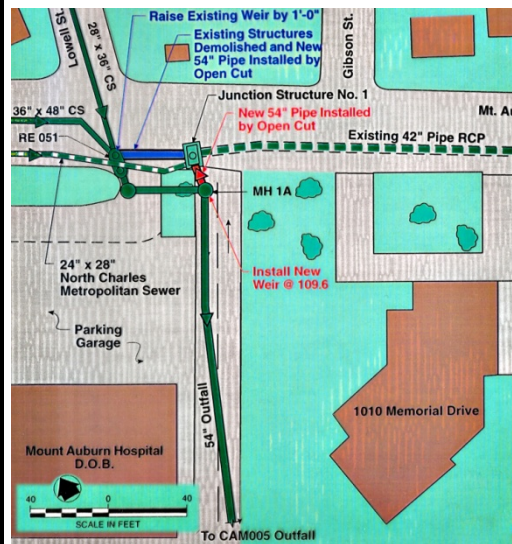 Raise Existing Weir by 1'-0"
Lowell St.
28" x 36" CS
Existing Structures
Demolished and New
54" Pipe Installed by
Open Cut
Gibson St.
36" x 48" CS
Junction Structure No. 1
Mt.
RE 051
New 54" Pipe Installed
by Open Cut
Existing 42" Pipe RCP
MH 1A
24" x 28"
North Charles
Metropolitan Sewer
Install New
Weir @ 109.6
Parking
Garage
54" Outfall
1010 Memorial Drive
Mount Auburn Hospital
D.O.B.
40 0 40
SCALE IN FEET
To CAM005 Outfall